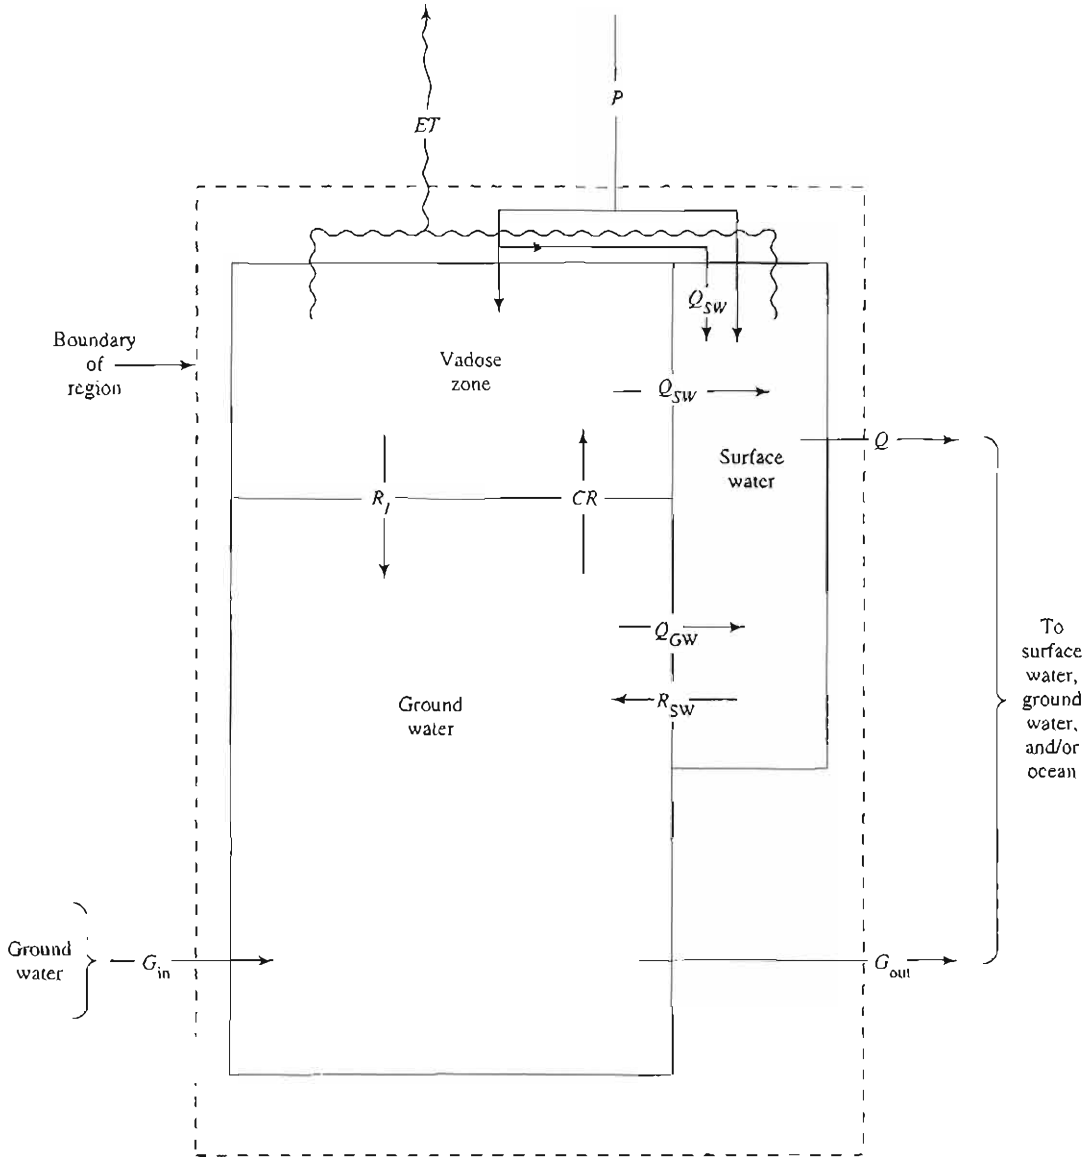 P
ET
Q_SW
Boundary
of
region
Vadose
zone
Q_SW
Q
Surface
water
R_I
CR
Q_GW
To
surface
water,
ground
water,
and/or
ocean
R_SW
Ground
water
Ground
water
G_in
G_out